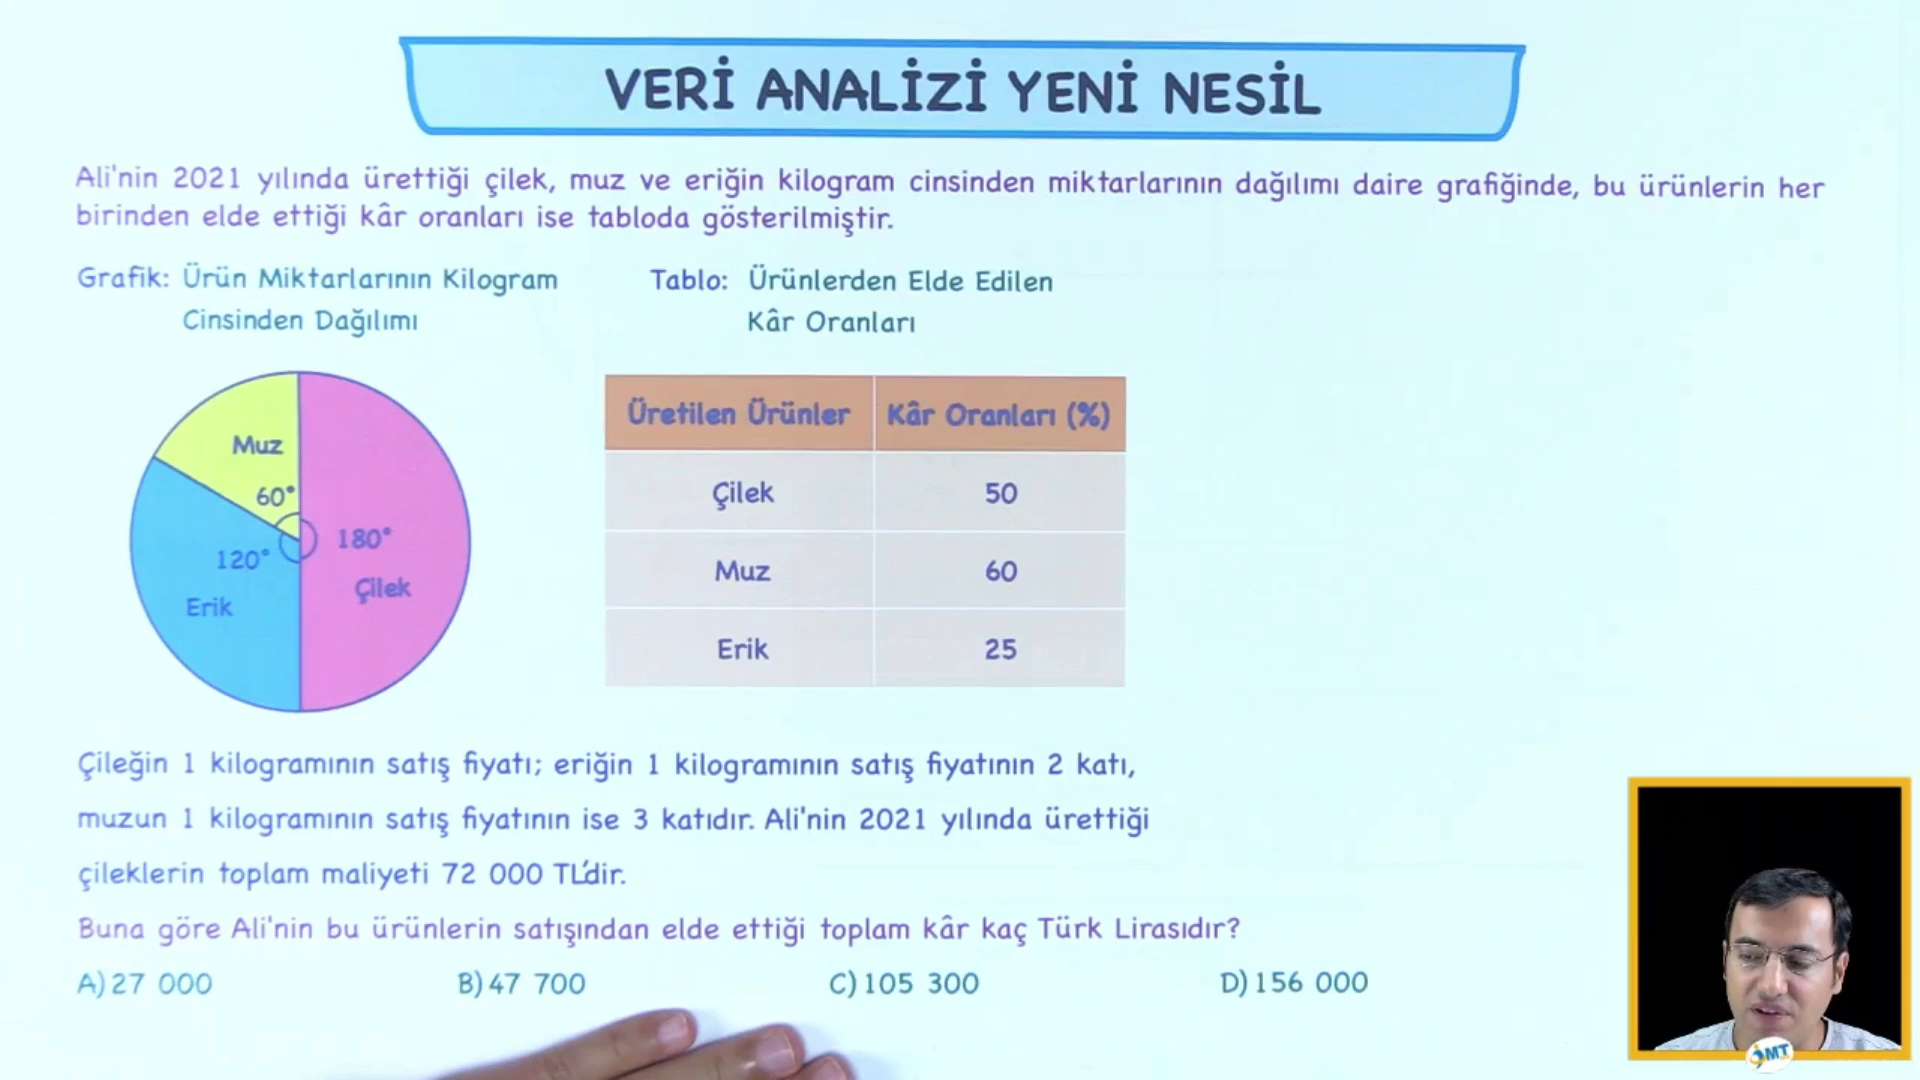 VERİ ANALİZİ YENİ NESİL
Ali'nin 2021 yılında ürettiği çilek, muz ve eriğin kilogram cinsinden miktarlarının dağılımı daire grafiğinde, bu ürünlerin her
birinden elde ettiği kâr oranları ise tabloda gösterilmiştir.
Grafik: Ürün Miktarlarının Kilogram
Cinsinden Dağılımı
Tablo: Ürünlerden Elde Edilen
Kâr Oranları
Muz
60°
120°
Erik
180°
Çilek
Üretilen Ürünler Kâr Oranları (%)
Çilek 50
Muz 60
Erik 25
Çileğin 1 kilogramının satış fiyatı; eriğin 1 kilogramının satış fiyatının 2 katı,
muzun 1 kilogramının satış fiyatının ise 3 katıdır. Ali'nin 2021 yılında ürettiği
çileklerin toplam maliyeti 72 000 TL'dir.
Buna göre Ali'nin bu ürünlerin satışından elde ettiği toplam kâr kaç Türk Lirasıdır?
A) 27 000 B) 47 700 C) 105 300 D) 156 000
MT